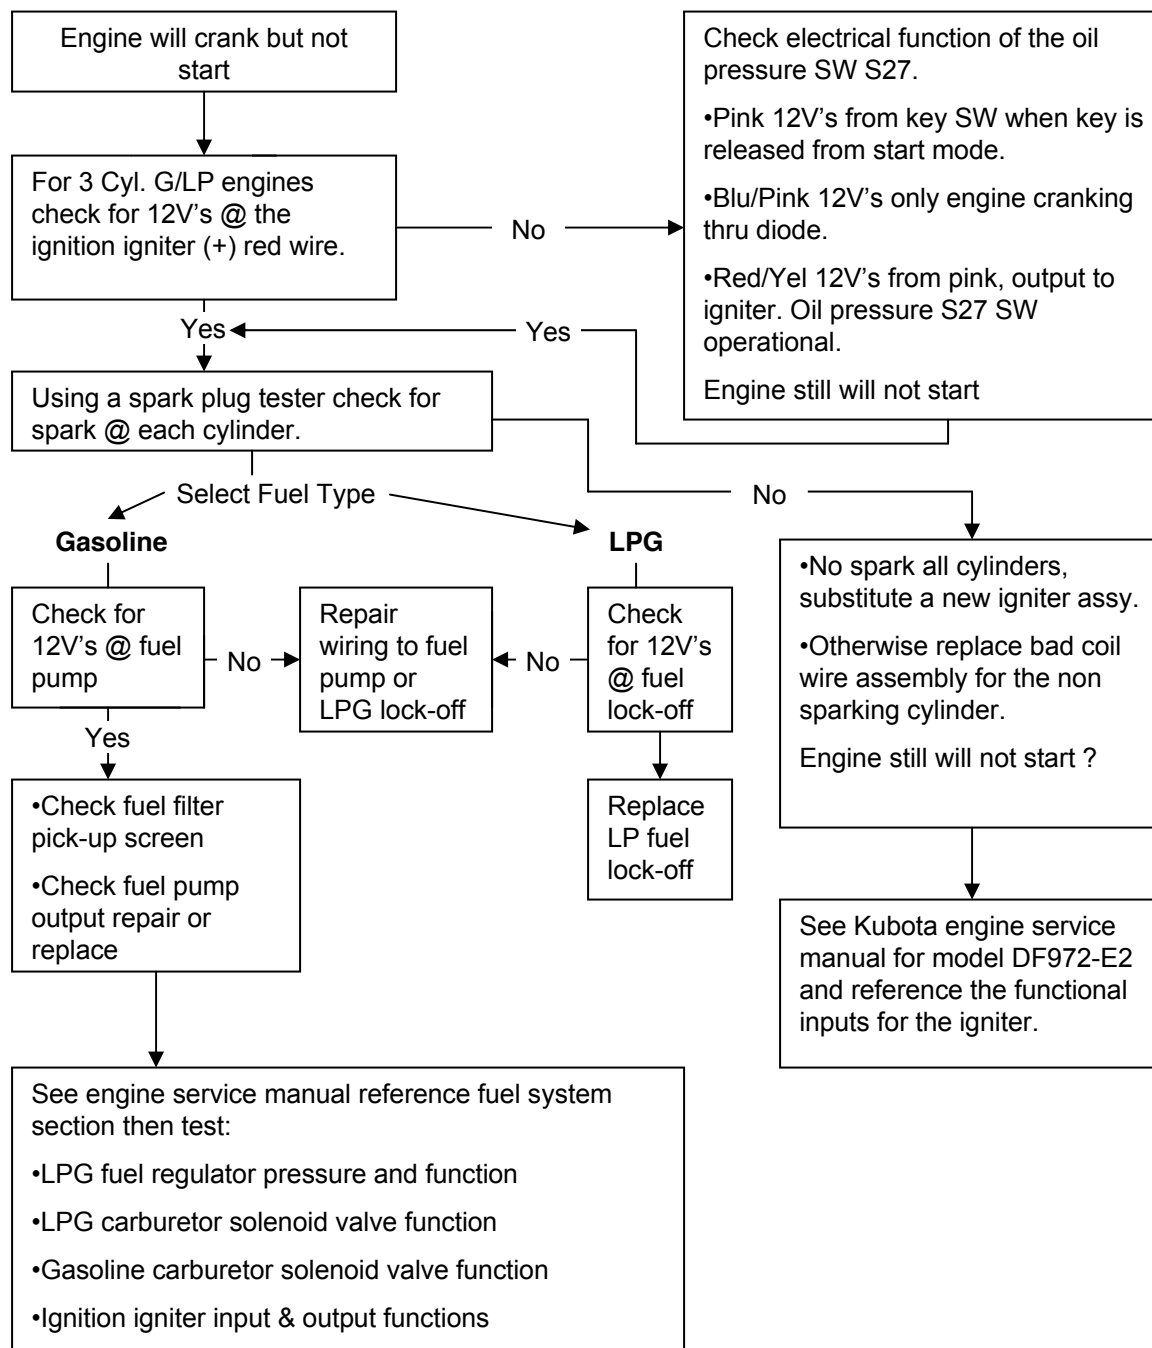 Engine will crank but not
start
For 3 Cyl. G/LP engines
check for 12V's @ the
ignition igniter (+) red wire.
No
Check electrical function of the oil
pressure SW S27.
•Pink 12V's from key SW when key is
released from start mode.
•Blu/Pink 12V's only engine cranking
thru diode.
•Red/Yel 12V's from pink, output to
igniter. Oil pressure S27 SW
operational.
Engine still will not start
Yes
Yes
Using a spark plug tester check for
spark @ each cylinder.
Select Fuel Type
No
Gasoline
LPG
Check for
12V's @ fuel
pump
No
Repair
wiring to fuel
pump or
LPG lock-off
No
Check
for 12V's
@ fuel
lock-off
•No spark all cylinders,
substitute a new igniter assy.
•Otherwise replace bad coil
wire assembly for the non
sparking cylinder.
Engine still will not start ?
Yes
•Check fuel filter
pick-up screen
•Check fuel pump
output repair or
replace
Replace
LP fuel
lock-off
See Kubota engine service
manual for model DF972-E2
and reference the functional
inputs for the igniter.
See engine service manual reference fuel system
section then test:
•LPG fuel regulator pressure and function
•LPG carburetor solenoid valve function
•Gasoline carburetor solenoid valve function
•Ignition igniter input & output functions